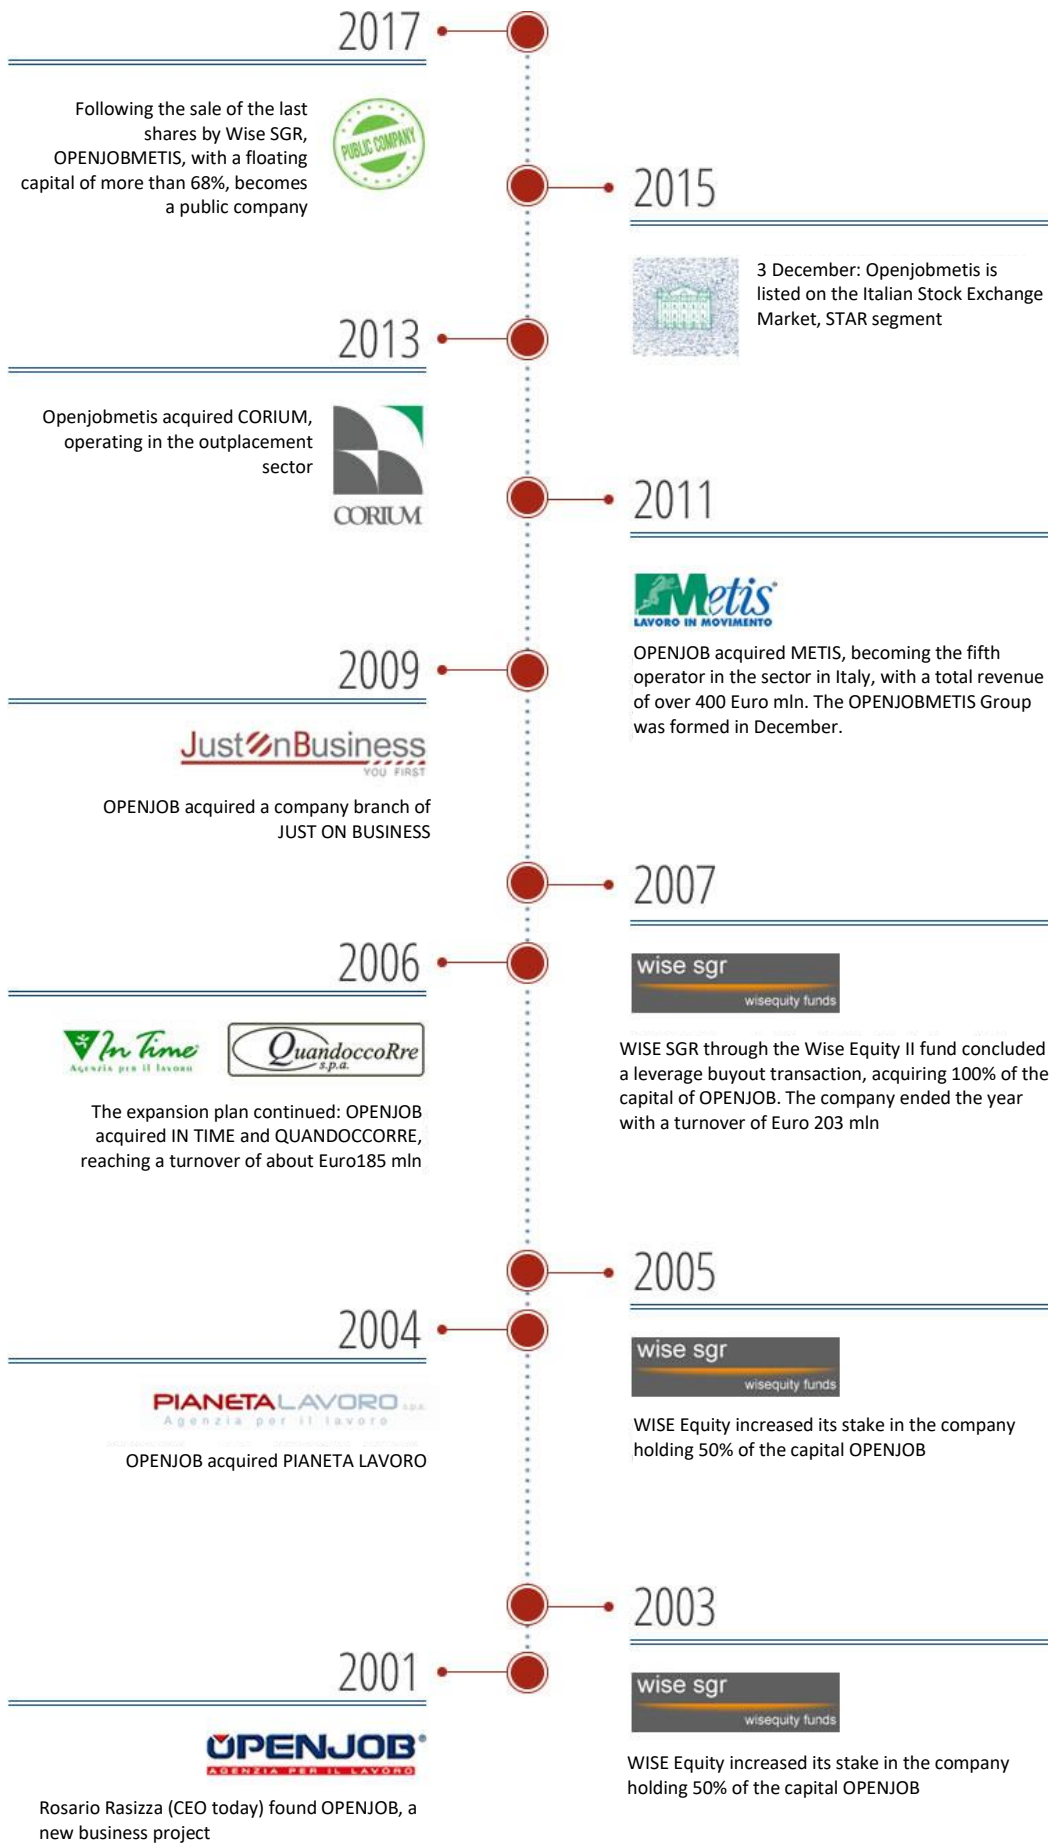 2017
Following the sale of the last
shares by Wise SGR,
OPENJOBMETIS, with a floating
capital of more than 68%, becomes
a public company
PUBLIC COMPANY
2015
3 December: Openjobmetis is
listed on the Italian Stock Exchange
Market, STAR segment
2013
Openjobmetis acquired CORIUM,
operating in the outplacement
sector
CORIUM
2011
Metis
LAVORO IN MOVIMENTO
OPENJOB acquired METIS, becoming the fifth
operator in the sector in Italy, with a total revenue
of over 400 Euro mln. The OPENJOBMETIS Group
was formed in December.
2009
JustOnBusiness
YOU FIRST
OPENJOB acquired a company branch of
JUST ON BUSINESS
2007
wise sgr
wisequity funds
WISE SGR through the Wise Equity II fund concluded
a leverage buyout transaction, acquiring 100% of the
capital of OPENJOB. The company ended the year
with a turnover of Euro 203 mln
2006
In Time
Agenzia per il lavoro
QuandoccoRre
s.p.a.
The expansion plan continued: OPENJOB
acquired IN TIME and QUANDOCCORRE,
reaching a turnover of about Euro185 mln
2005
wise sgr
wisequity funds
WISE Equity increased its stake in the company
holding 50% of the capital OPENJOB
2004
PIANETALAVORO s.p.a.
Agenzia per il lavoro
OPENJOB acquired PIANETA LAVORO
2003
wise sgr
wisequity funds
WISE Equity increased its stake in the company
holding 50% of the capital OPENJOB
2001
OPENJOB®
AGENZIA PER IL LAVORO
Rosario Rasizza (CEO today) found OPENJOB, a
new business project